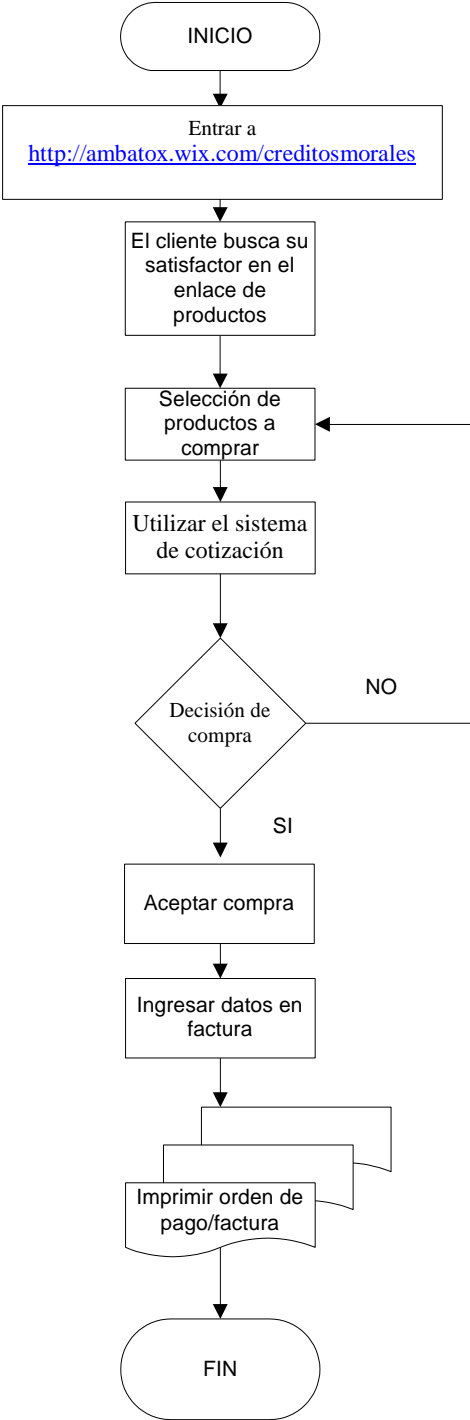 INICIO
Entrar a
http://ambatox.wix.com/creditosmorales
El cliente busca su
satisfactor en el
enlace de
productos
Selección de
productos a
comprar
Utilizar el sistema
de cotización
Decisión de
compra
NO
SI
Aceptar compra
Ingresar datos en
factura
Imprimir orden de
pago/factura
FIN